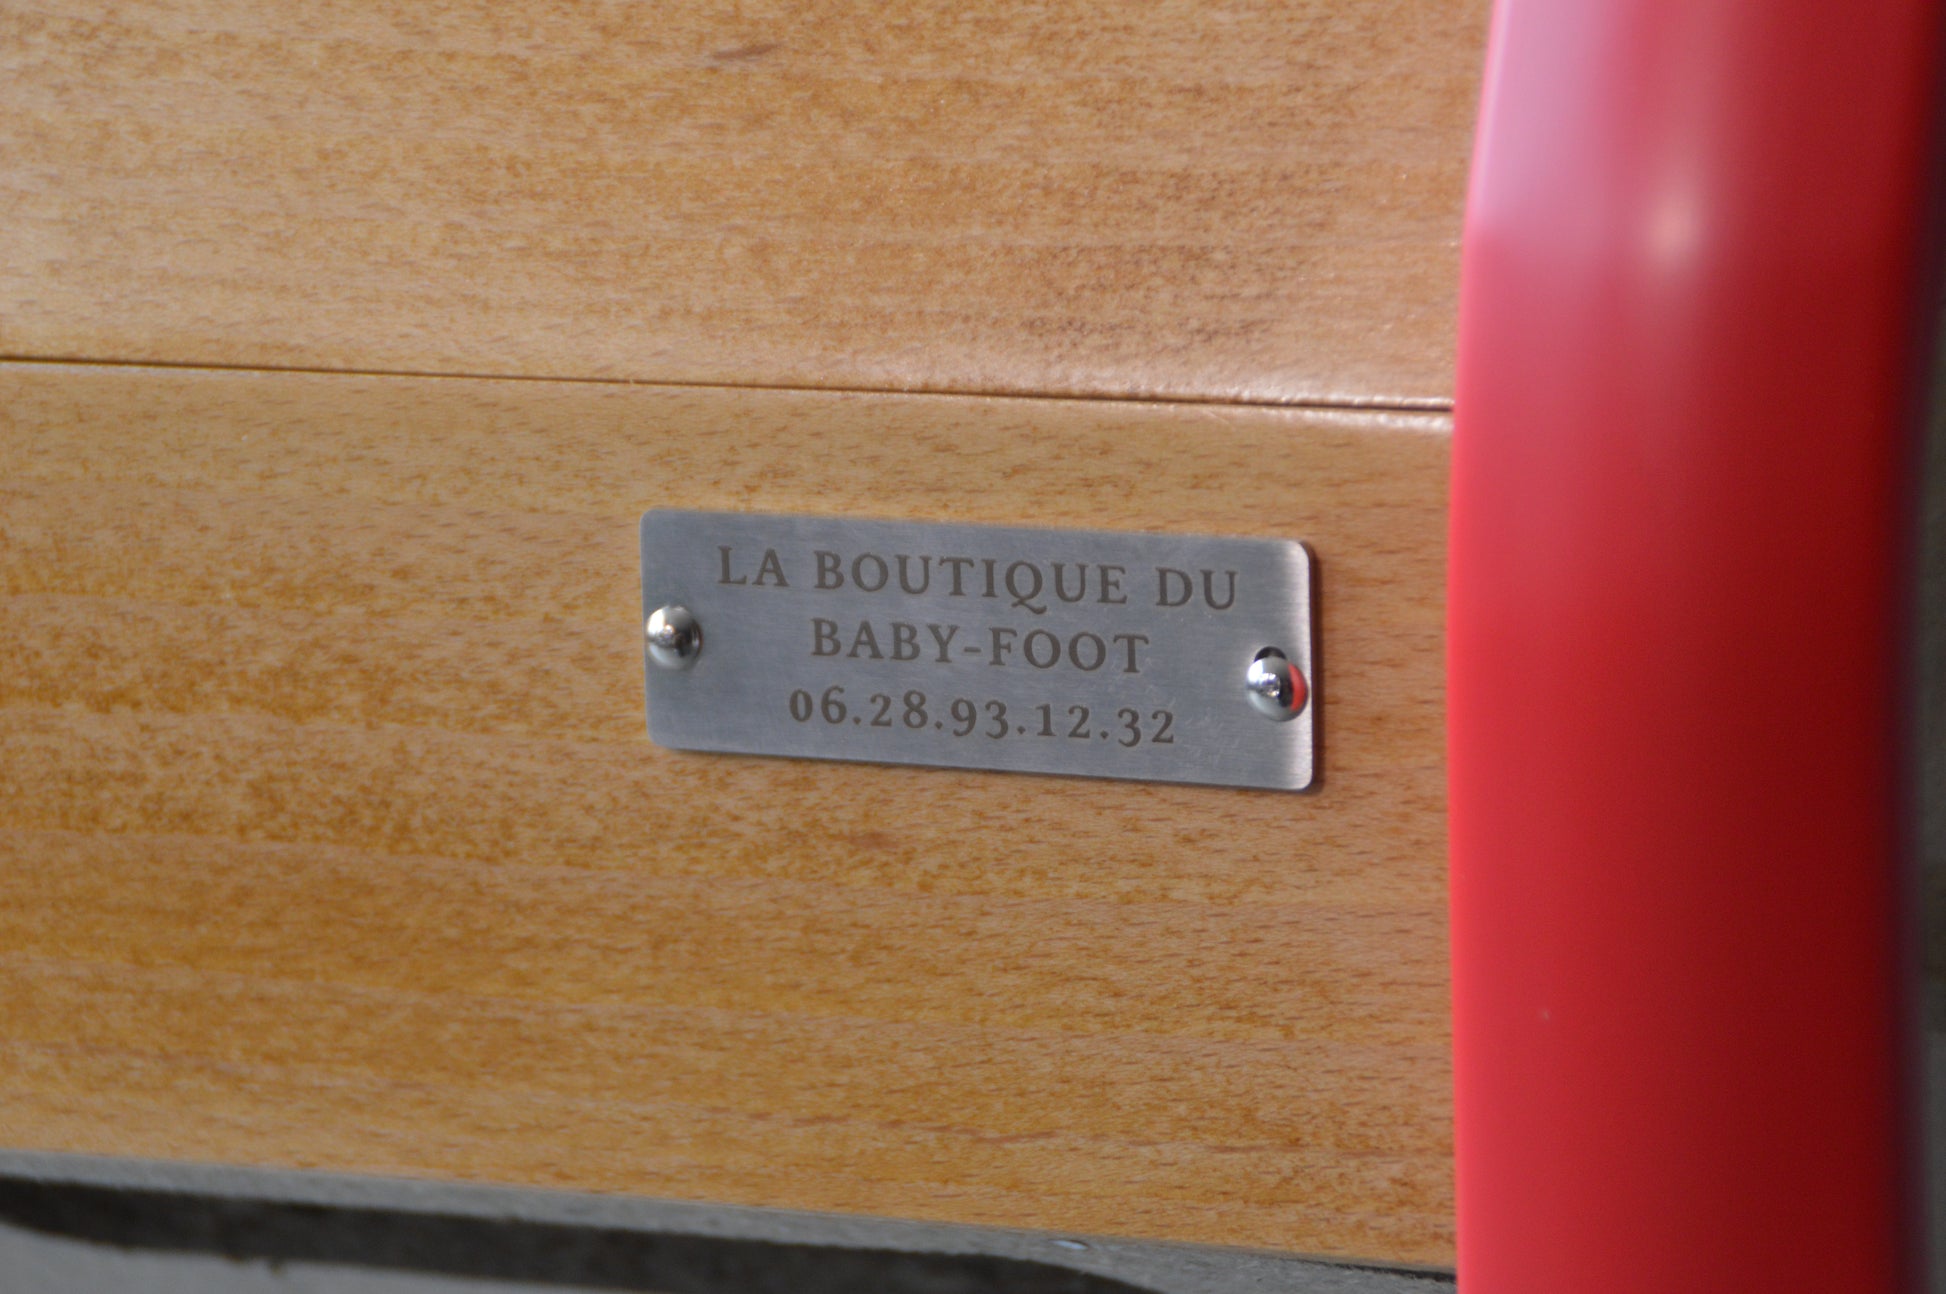 LA BOUTIQUE DU
BABY-FOOT
06.28.93.12.32